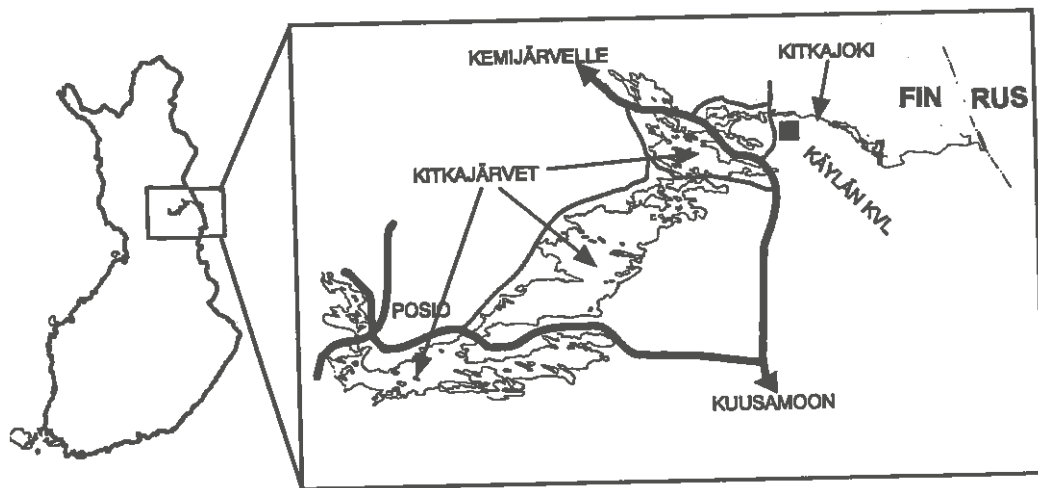 KEMIJÄRVELLE
KITKAJOKI
FIN
RUS
KITKAJÄRVET
KÄYLÄN KVL
POSIO
KUUSAMOON